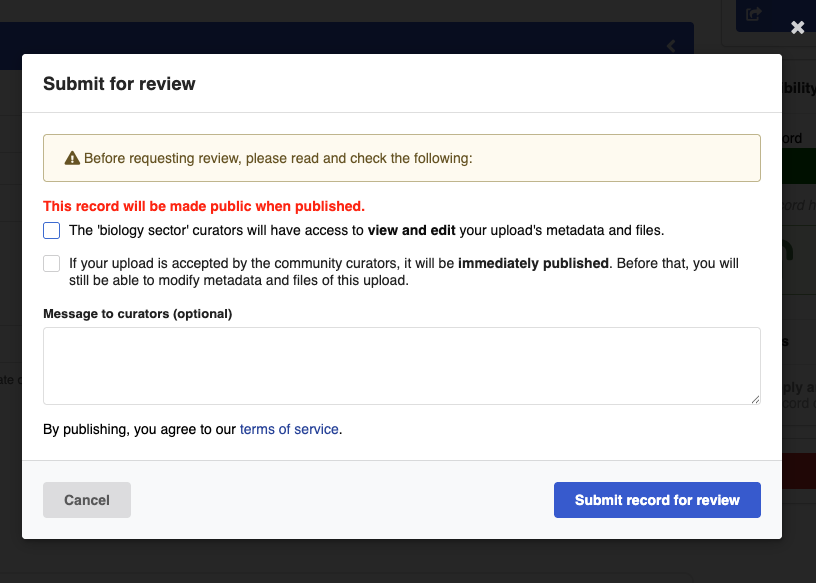 Submit for review
Before requesting review, please read and check the following:
This record will be made public when published.
The 'biology sector' curators will have access to view and edit your upload's metadata and files.
If your upload is accepted by the community curators, it will be immediately published. Before that, you will
still be able to modify metadata and files of this upload.
Message to curators (optional)
By publishing, you agree to our terms of service.
Cancel
Submit record for review